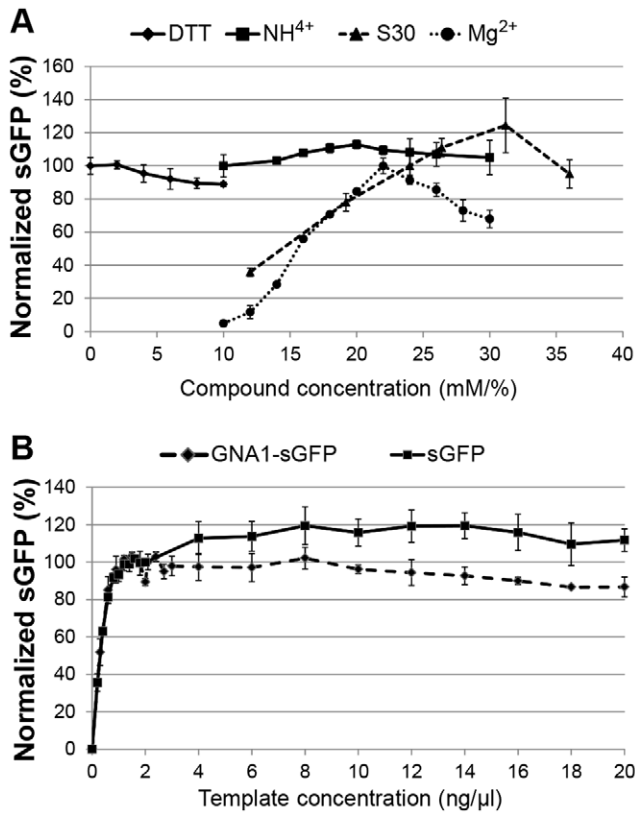 A
DTT NH⁴⁺ S30 Mg²⁺
Normalized sGFP (%)
160
140
120
100
80
60
40
20
0
0 5 10 15 20 25 30 35 40
Compound concentration (mM/%)
B
GNA1-sGFP sGFP
Normalized sGFP (%)
140
120
100
80
60
40
20
0
0 2 4 6 8 10 12 14 16 18 20
Template concentration (ng/µl)